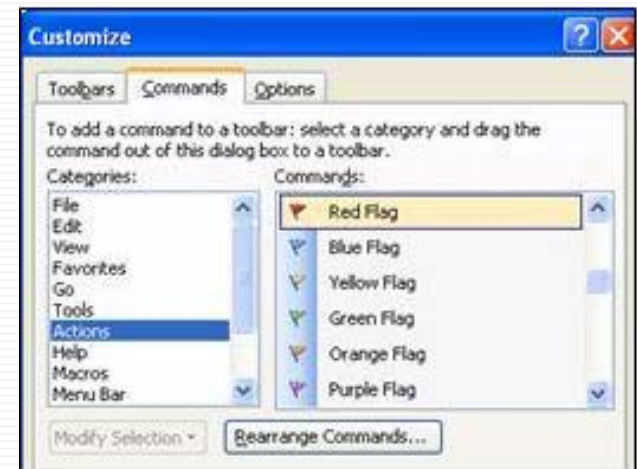 Customize
Toolbars Commands Options
To add a command to a toolbar: select a category and drag the
command out of this dialog box to a toolbar.
Categories:
File
Edit
View
Favorites
Go
Tools
Actions
Help
Macros
Menu Bar
Commands:
Red Flag
Blue Flag
Yellow Flag
Green Flag
Orange Flag
Purple Flag
Modify Selection
Rearrange Commands...